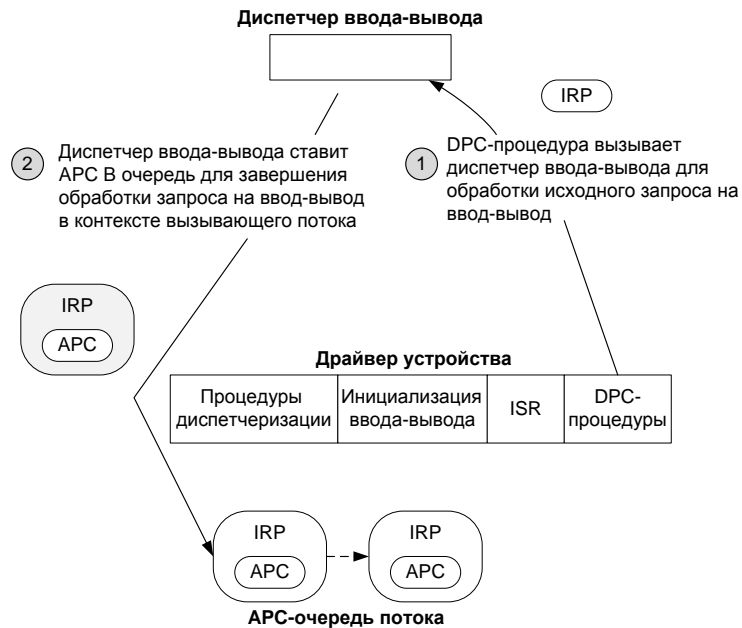 Диспетчер ввода-вывода
IRP
1
DPC-процедура вызывает
диспетчер ввода-вывода для
обработки исходного запроса на
ввод-вывод
2
Диспетчер ввода-вывода ставит
APC В очередь для завершения
обработки запроса на ввод-вывод
в контексте вызывающего потока
IRP
APC
Драйвер устройства
Процедуры
диспетчеризации
Инициализация
ввода-вывода
ISR
DPC-
процедуры
IRP
APC
IRP
APC
APC-очередь потока